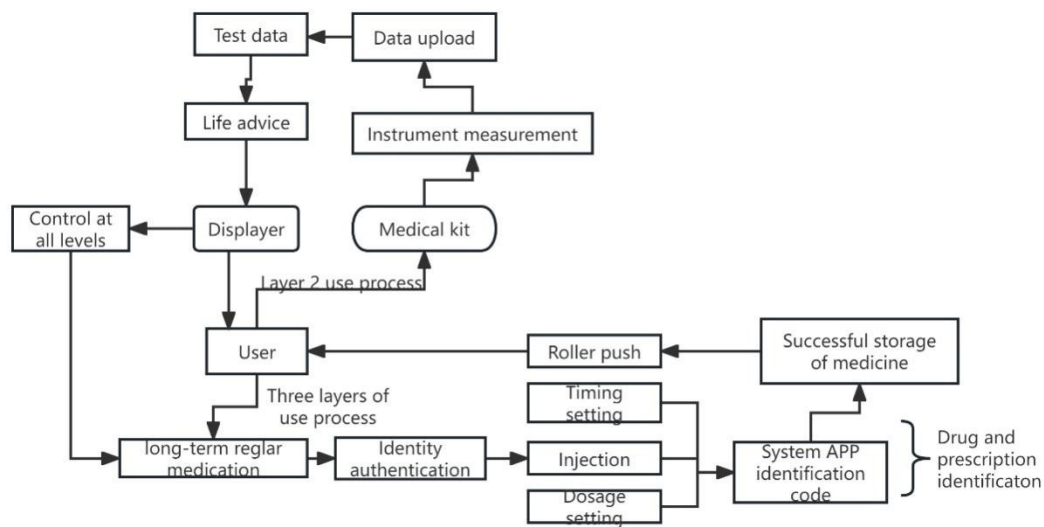 Test data
Data upload
Life advice
Instrument measurement
Control at
all levels
Displayer
Medical kit
Layer 2 use process
User
Roller push
Successful storage
of medicine
Three layers of
use process
Timing
setting
long-term reglar
medication
Identity
authentication
Injection
System APP
identification
code
Drug and
prescription
identificaton
Dosage setting